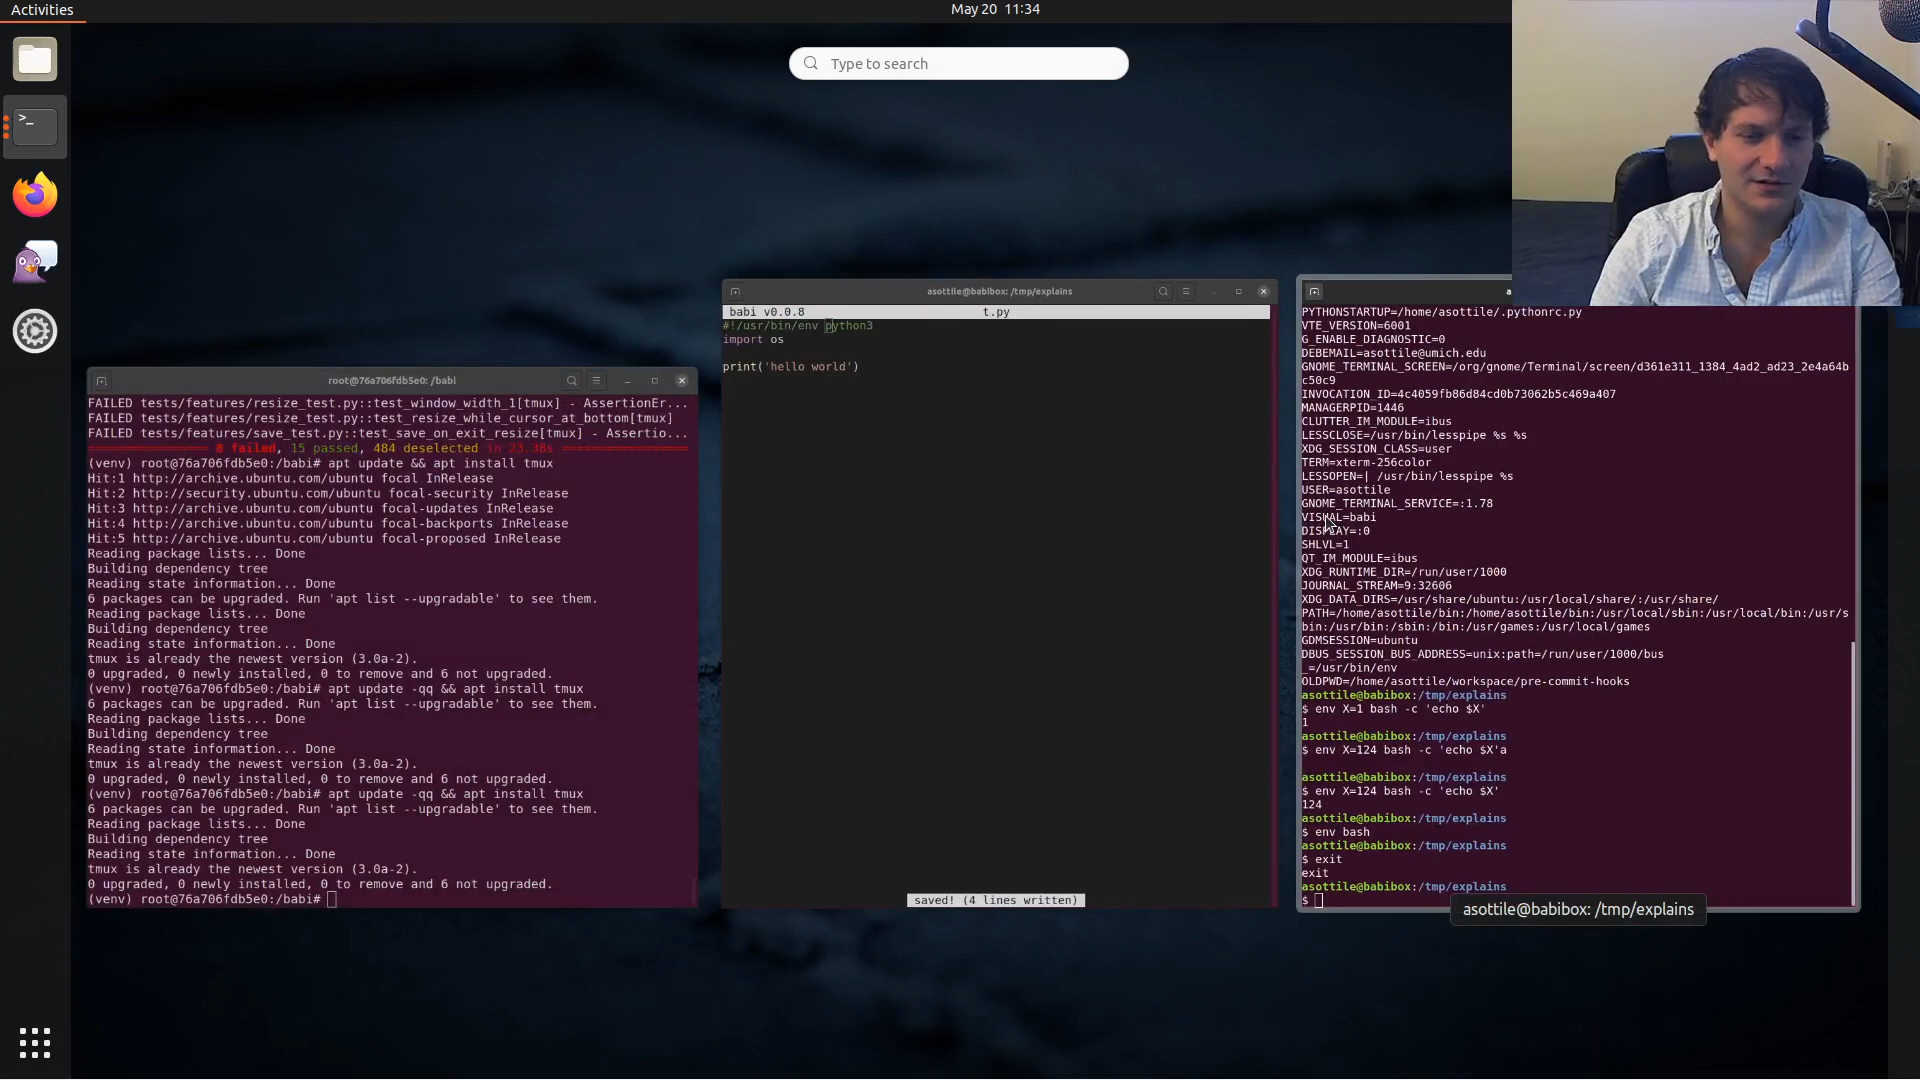 Activities
May 20 11:34
Type to search
root@76a706fdb5e0: /babi
FAILED tests/features/resize_test.py::test_window_width_1[tmux] - AssertionEr...
FAILED tests/features/resize_test.py::test_resize_while_cursor_at_bottom[tmux]
FAILED tests/features/save_test.py::test_save_on_exit_resize[tmux] - Assertio...
8 failed, 15 passed, 484 deselected in 23.38s
(venv) root@76a706fdb5e0:/babi# apt update && apt install tmux
Hit:1 http://archive.ubuntu.com/ubuntu focal InRelease
Hit:2 http://security.ubuntu.com/ubuntu focal-security InRelease
Hit:3 http://archive.ubuntu.com/ubuntu focal-updates InRelease
Hit:4 http://archive.ubuntu.com/ubuntu focal-backports InRelease
Hit:5 http://archive.ubuntu.com/ubuntu focal-proposed InRelease
Reading package lists... Done
Building dependency tree
Reading state information... Done
6 packages can be upgraded. Run 'apt list --upgradable' to see them.
Reading package lists... Done
Building dependency tree
Reading state information... Done
tmux is already the newest version (3.0a-2).
0 upgraded, 0 newly installed, 0 to remove and 6 not upgraded.
(venv) root@76a706fdb5e0:/babi# apt update -qq && apt install tmux
6 packages can be upgraded. Run 'apt list --upgradable' to see them.
Reading package lists... Done
Building dependency tree
Reading state information... Done
tmux is already the newest version (3.0a-2).
0 upgraded, 0 newly installed, 0 to remove and 6 not upgraded.
(venv) root@76a706fdb5e0:/babi# apt update -qq && apt install tmux
6 packages can be upgraded. Run 'apt list --upgradable' to see them.
Reading package lists... Done
Building dependency tree
Reading state information... Done
tmux is already the newest version (3.0a-2).
0 upgraded, 0 newly installed, 0 to remove and 6 not upgraded.
(venv) root@76a706fdb5e0:/babi#
asottile@babibox: /tmp/explains
babi v0.0.8 t.py
#!/usr/bin/env python3
import os
print('hello world')
saved! (4 lines written)
PYTHONSTARTUP=/home/asottile/.pythonrc.py
VTE_VERSION=6001
G_ENABLE_DIAGNOSTIC=0
DEBEMAIL=asottile@umich.edu
GNOME_TERMINAL_SCREEN=/org/gnome/Terminal/screen/d361e311_1384_4ad2_ad23_2e4a64b
c50c9
INVOCATION_ID=4c4059fb86d84cd0b73062b5c469a407
MANAGERPID=1446
CLUTTER_IM_MODULE=ibus
LESSCLOSE=/usr/bin/lesspipe %s %s
XDG_SESSION_CLASS=user
TERM=xterm-256color
LESSOPEN=| /usr/bin/lesspipe %s
USER=asottile
GNOME_TERMINAL_SERVICE=:1.78
VISUAL=babi
DISPLAY=:0
SHLVL=1
QT_IM_MODULE=ibus
XDG_RUNTIME_DIR=/run/user/1000
JOURNAL_STREAM=9:32606
XDG_DATA_DIRS=/usr/share/ubuntu:/usr/local/share/:/usr/share/
PATH=/home/asottile/bin:/home/asottile/bin:/usr/local/sbin:/usr/local/bin:/usr/s
bin:/usr/bin:/sbin:/bin:/usr/games:/usr/local/games
GDMSESSION=ubuntu
DBUS_SESSION_BUS_ADDRESS=unix:path=/run/user/1000/bus
_=/usr/bin/env
OLDPWD=/home/asottile/workspace/pre-commit-hooks
asottile@babibox:/tmp/explains
$ env X=1 bash -c 'echo $X'
1
asottile@babibox:/tmp/explains
$ env X=124 bash -c 'echo $X'a
asottile@babibox:/tmp/explains
$ env X=124 bash -c 'echo $X'
124
asottile@babibox:/tmp/explains
$ env bash
asottile@babibox:/tmp/explains
$ exit
exit
asottile@babibox:/tmp/explains
$
asottile@babibox: /tmp/explains